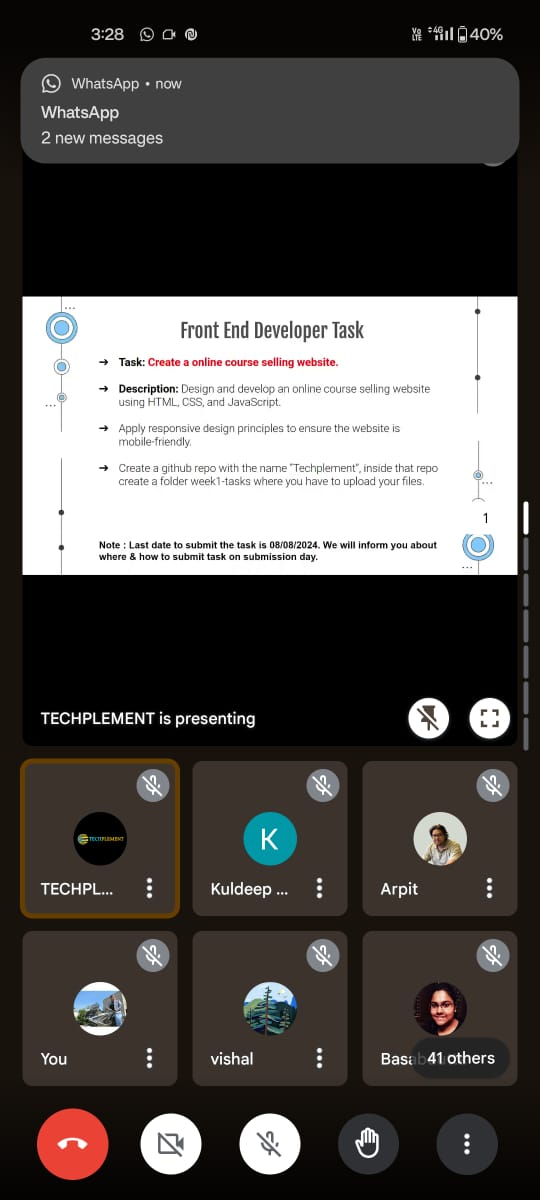 3:28
Vo
LTE
4G
40%
WhatsApp • now
WhatsApp
2 new messages
Front End Developer Task
➔ Task: Create a online course selling website.
➔ Description: Design and develop an online course selling website
using HTML, CSS, and JavaScript.
➔ Apply responsive design principles to ensure the website is
mobile-friendly.
➔ Create a github repo with the name "Techplement", inside that repo
create a folder week1-tasks where you have to upload your files.
1
Note : Last date to submit the task is 08/08/2024. We will inform you about
where & how to submit task on submission day.
TECHPLEMENT is presenting
TECHPLEMENT
K
TECHPL...
Kuldeep ...
Arpit
You
vishal
41 others